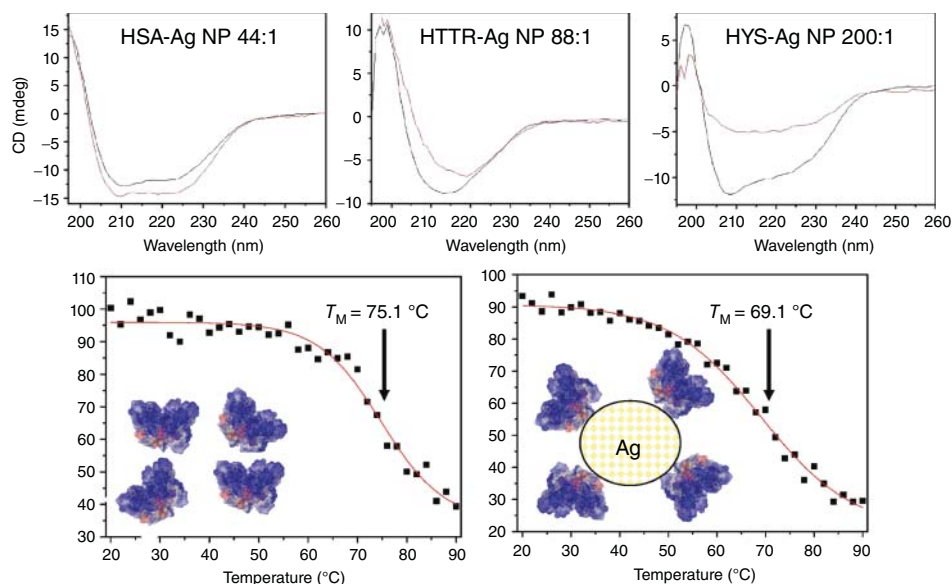 HSA-Ag NP 44:1
HTTR-Ag NP 88:1
HYS-Ag NP 200:1
CD (mdeg)
15
10
5
0
−5
−10
−15
10
5
0
−5
−10
5
0
−5
−10
200 210 220 230 240 250 260
200 210 220 230 240 250 260
200 210 220 230 240 250 260
Wavelength (nm)
Wavelength (nm)
Wavelength (nm)
110
100
90
80
70
60
50
40
30
TM = 75.1 °C
20 30 40 50 60 70 80 90
Temperature (°C)
100
90
80
70
60
50
40
30
20
TM = 69.1 °C
Ag
20 30 40 50 60 70 80 90
Temperature (°C)